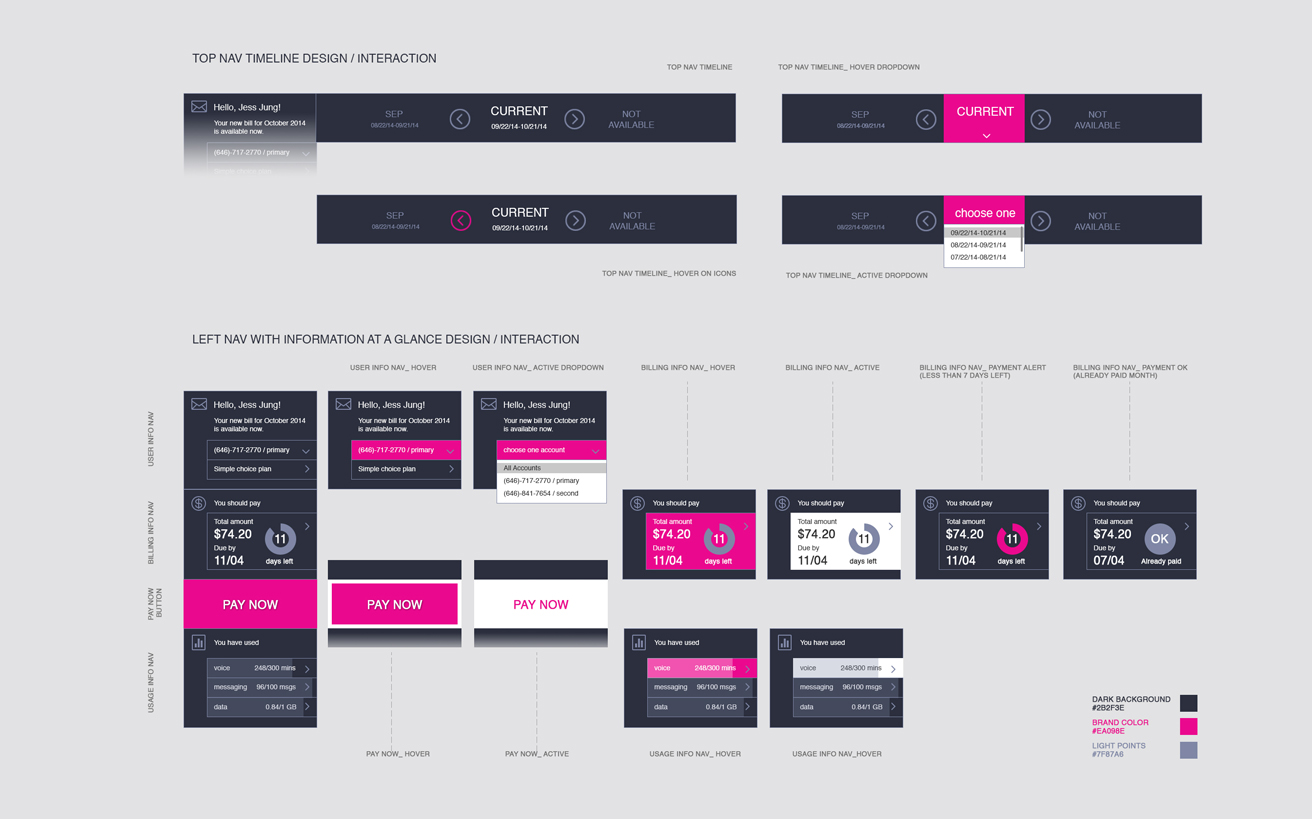 TOP NAV TIMELINE DESIGN / INTERACTION
TOP NAV TIMELINE
TOP NAV TIMELINE_ HOVER DROPDOWN
Hello, Jess Jung!
Your new bill for October 2014
is available now.
(646)-717-2770 / primary
Simple choice plan
SEP
08/22/14-09/21/14
CURRENT
09/22/14-10/21/14
NOT
AVAILABLE
SEP
08/22/14-09/21/14
CURRENT
NOT
AVAILABLE
SEP
08/22/14-09/21/14
CURRENT
09/22/14-10/21/14
NOT
AVAILABLE
SEP
08/22/14-09/21/14
choose one
09/22/14-10/21/14
08/22/14-09/21/14
07/22/14-08/21/14
NOT
AVAILABLE
TOP NAV TIMELINE_ HOVER ON ICONS
TOP NAV TIMELINE_ ACTIVE DROPDOWN
LEFT NAV WITH INFORMATION AT A GLANCE DESIGN / INTERACTION
USER INFO NAV_ HOVER
USER INFO NAV_ ACTIVE DROPDOWN
BILLING INFO NAV_ HOVER
BILLING INFO NAV_ ACTIVE
BILLING INFO NAV_ PAYMENT ALERT
(LESS THAN 7 DAYS LEFT)
BILLING INFO NAV_ PAYMENT OK
(ALREADY PAID MONTH)
USER INFO NAV
Hello, Jess Jung!
Your new bill for October 2014
is available now.
(646)-717-2770 / primary
Simple choice plan
Hello, Jess Jung!
Your new bill for October 2014
is available now.
(646)-717-2770 / primary
Simple choice plan
Hello, Jess Jung!
Your new bill for October 2014
is available now.
choose one account
All Accounts
(646)-717-2770 / primary
(646)-841-7654 / second
BILLING INFO NAV
You should pay
Total amount
$74.20
Due by
11/04
11
days left
You should pay
Total amount
$74.20
Due by
11/04
11
days left
You should pay
Total amount
$74.20
Due by
11/04
11
days left
You should pay
Total amount
$74.20
Due by
11/04
11
days left
You should pay
Total amount
$74.20
Due by
07/04
OK
Already paid
PAY NOW
BUTTON
PAY NOW
PAY NOW
PAY NOW
USAGE INFO NAV
You have used
voice 248/300 mins
messaging 96/100 msgs
data 0.84/1 GB
You have used
voice 248/300 mins
messaging 96/100 msgs
data 0.84/1 GB
You have used
voice 248/300 mins
messaging 96/100 msgs
data 0.84/1 GB
PAY NOW_ HOVER
PAY NOW_ ACTIVE
USAGE INFO NAV_ HOVER
USAGE INFO NAV_HOVER
DARK BACKGROUND
#2B2F3E
BRAND COLOR
#EA098E
LIGHT POINTS
#7F87A6